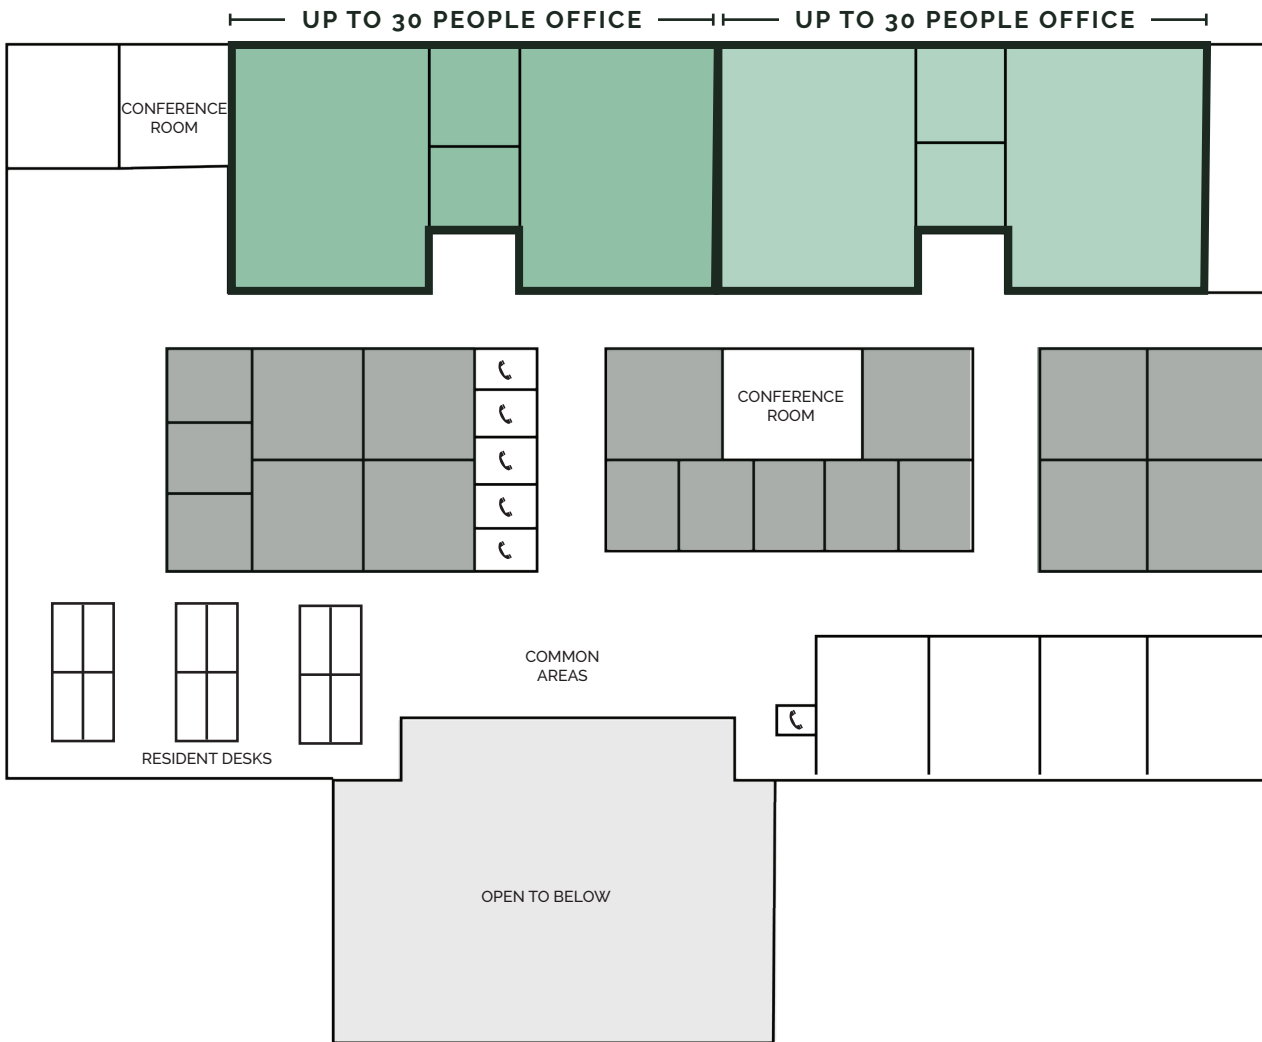 UP TO 30 PEOPLE OFFICE
UP TO 30 PEOPLE OFFICE
CONFERENCE
ROOM
CONFERENCE
ROOM
COMMON
AREAS
RESIDENT DESKS
OPEN TO BELOW